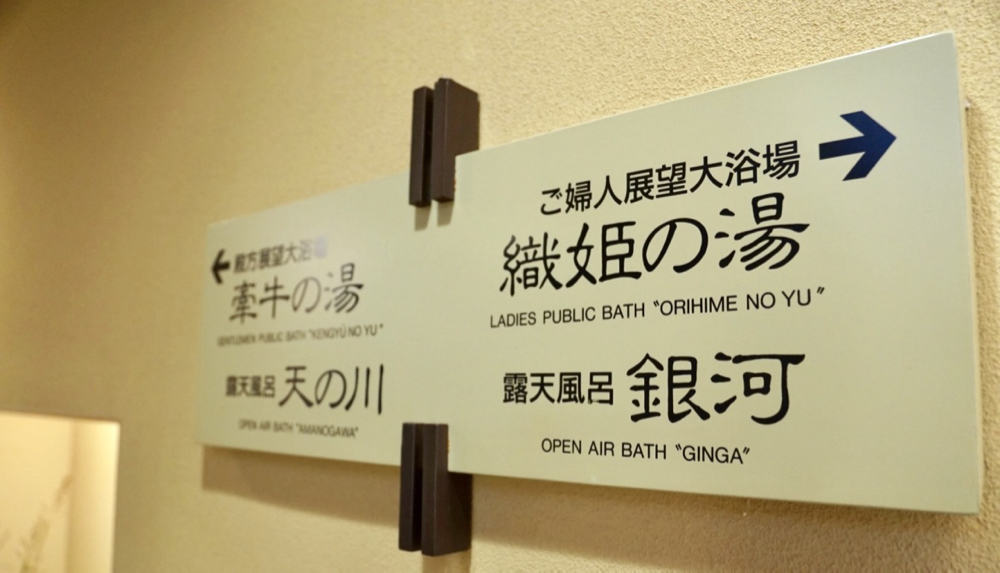 ← 殿方展望大浴場
牽牛の湯
GENTLEMEN PUBLIC BATH "KENGYŪ NO YU"
露天風呂 天の川
OPEN AIR BATH "AMANOGAWA"
ご婦人展望大浴場 →
織姫の湯
LADIES PUBLIC BATH "ORIHIME NO YU"
露天風呂 銀河
OPEN AIR BATH "GINGA"